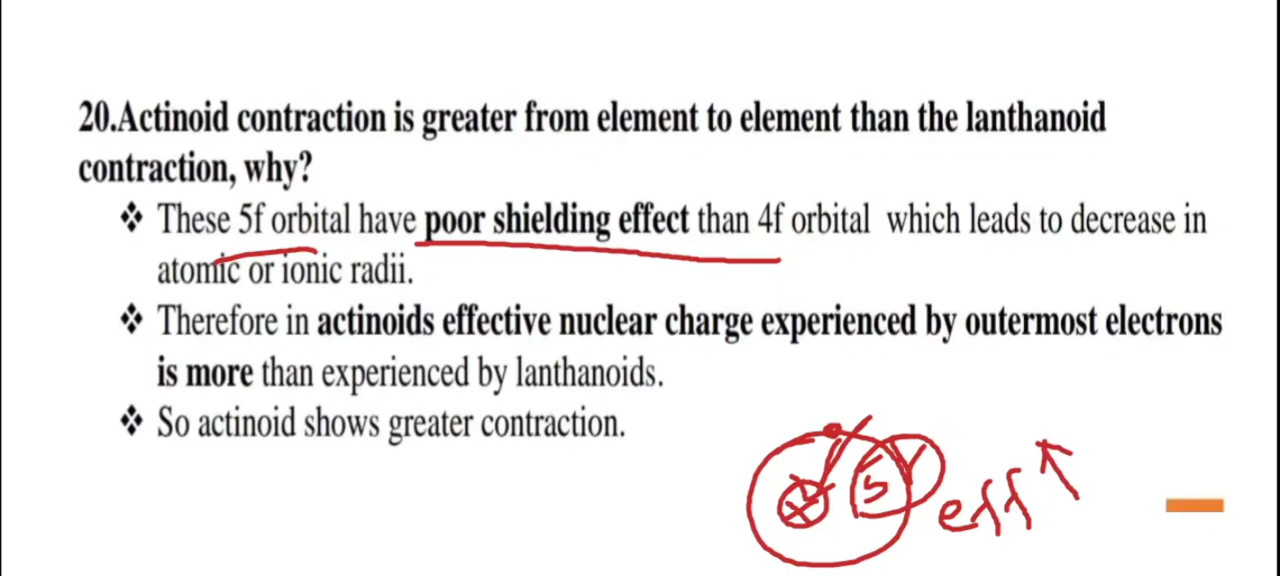 20.Actinoid contraction is greater from element to element than the lanthanoid
contraction, why?
❖ These 5f orbital have poor shielding effect than 4f orbital which leads to decrease in
atomic or ionic radii.
❖ Therefore in actinoids effective nuclear charge experienced by outermost electrons
is more than experienced by lanthanoids.
❖ So actinoid shows greater contraction.
eff ↑